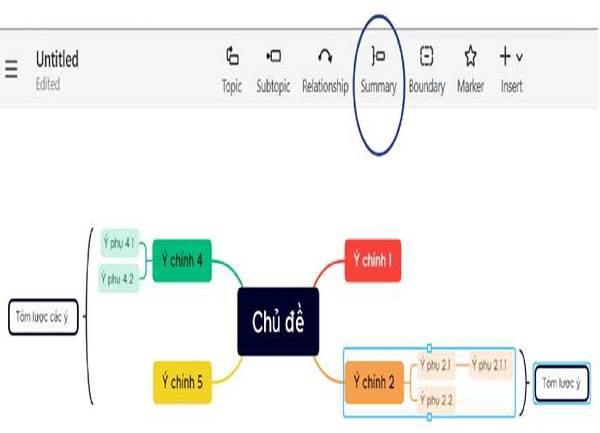 Untitled
Edited
Topic
Subtopic
Relationship
Summary
Boundary
Marker
Insert
Ý phụ 4.1
Ý phụ 4.2
Ý chính 4
Ý chính 1
Tóm lược các ý
Chủ đề
Ý chính 5
Ý chính 2
Ý phụ 2.1
Ý phụ 2.1.1
Ý phụ 2.2
Tóm lược ý